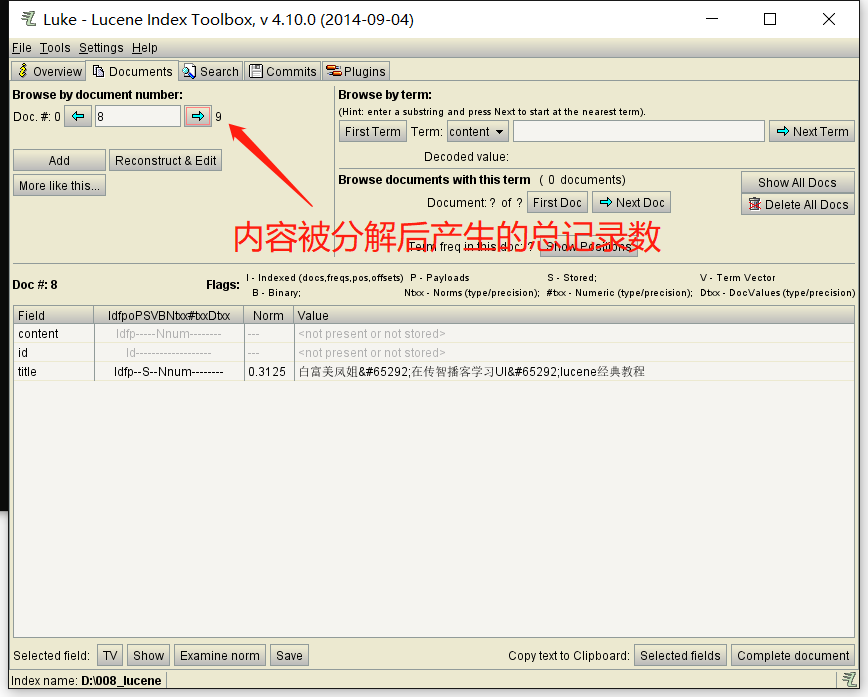 Luke - Lucene Index Toolbox, v 4.10.0 (2014-09-04)
File Tools Settings Help
Overview Documents Search Commits Plugins
Browse by document number:
Doc. #: 0 8 9
Add Reconstruct & Edit
More like this...
Browse by term:
(Hint: enter a substring and press Next to start at the nearest term).
First Term Term: content Next Term
Decoded value:
Browse documents with this term ( 0 documents)
Show All Docs
Document: ? of ? First Doc Next Doc
Delete All Docs
内容被分解后产生的总记录数
Term freq in this doc: ? Show Positions
Doc #: 8
Flags: I - Indexed (docs,freqs,pos,offsets) P - Payloads S - Stored; V - Term Vector
B - Binary; Ntxx - Norms (type/precision); #txx - Numeric (type/precision); Dtxx - DocValues (type/precision)
Field IdfpoPSVBNtxx#txxDtxx Norm Value
content Idfp-----Nnum-------- --- <not present or not stored>
id Id------------------- --- <not present or not stored>
title Idfp--S--Nnum-------- 0.3125 白富美凤姐&#65292;在传智播客学习UI&#65292;lucene经典教程
Selected field: TV Show Examine norm Save Copy text to Clipboard: Selected fields Complete document
Index name: D:\008_lucene